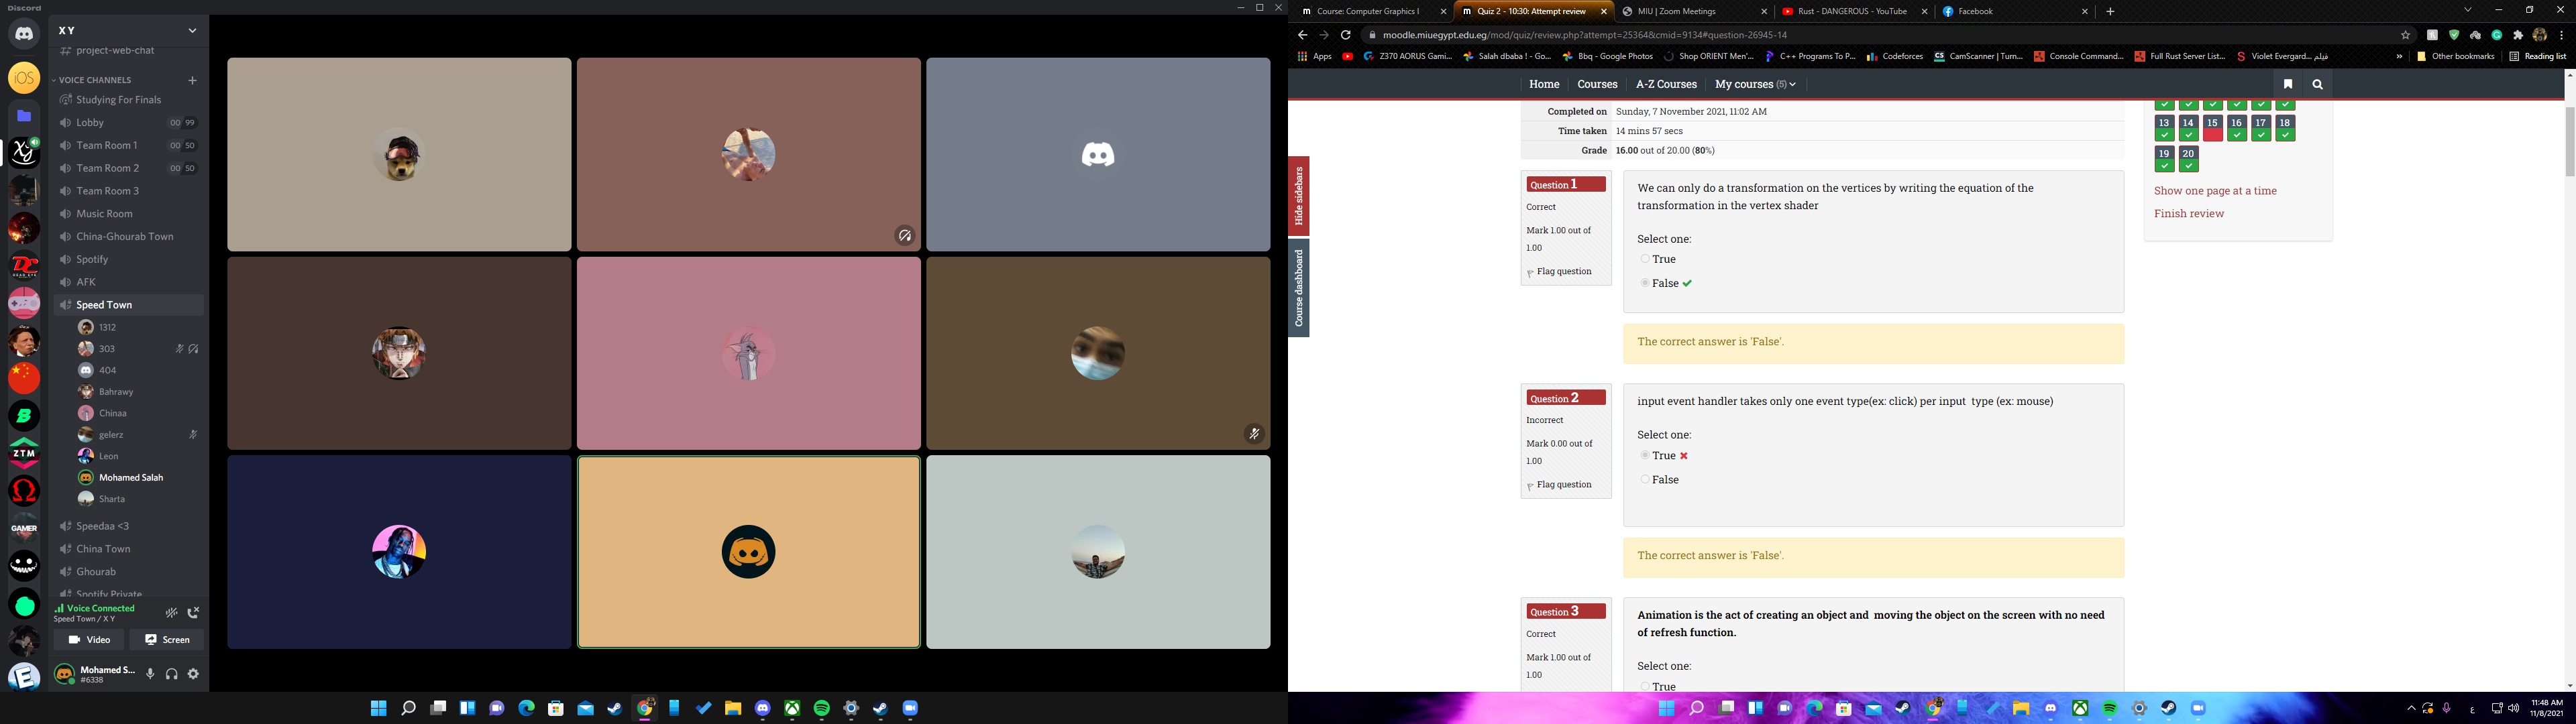 Discord
X Y
project-web-chat
VOICE CHANNELS
Studying For Finals
Lobby 00 99
Team Room 1 00 50
Team Room 2 00 50
Team Room 3
Music Room
China-Ghourab Town
Spotify
AFK
Speed Town
1312
303
404
Bahrawy
Chinaa
gelerz
Leon
Mohamed Salah
Sharta
Speedaa <3
China Town
Ghourab
Spotify Private
Voice Connected
Speed Town / X Y
Video Screen
Mohamed S...
#6338
iOS
ZTM
GAMER
Course: Computer Graphics I
Quiz 2 - 10:30: Attempt review
MIU | Zoom Meetings
Rust - DANGEROUS - YouTube
Facebook
moodle.miuegypt.edu.eg/mod/quiz/review.php?attempt=25364&cmid=9134#question-26945-14
Apps
Z370 AORUS Gami...
Salah dbaba ! - Go...
Bbq - Google Photos
Shop ORIENT Men'...
C++ Programs To P...
Codeforces
CamScanner | Turn...
Console Command...
Full Rust Server List...
Violet Evergard... فيلم
»
Other bookmarks
Reading list
Home Courses A-Z Courses My courses (5)
Hide sidebars
Course dashboard
Completed on Sunday, 7 November 2021, 11:02 AM
Time taken 14 mins 57 secs
Grade 16.00 out of 20.00 (80%)
Question 1
Correct
Mark 1.00 out of
1.00
Flag question
We can only do a transformation on the vertices by writing the equation of the
transformation in the vertex shader
Select one:
True
False
The correct answer is 'False'.
Question 2
Incorrect
Mark 0.00 out of
1.00
Flag question
input event handler takes only one event type(ex: click) per input type (ex: mouse)
Select one:
True
False
The correct answer is 'False'.
Question 3
Correct
Mark 1.00 out of
1.00
Animation is the act of creating an object and moving the object on the screen with no need
of refresh function.
Select one:
True
13 14 15 16 17 18
19 20
Show one page at a time
Finish review
ع
11:48 AM
11/8/2021